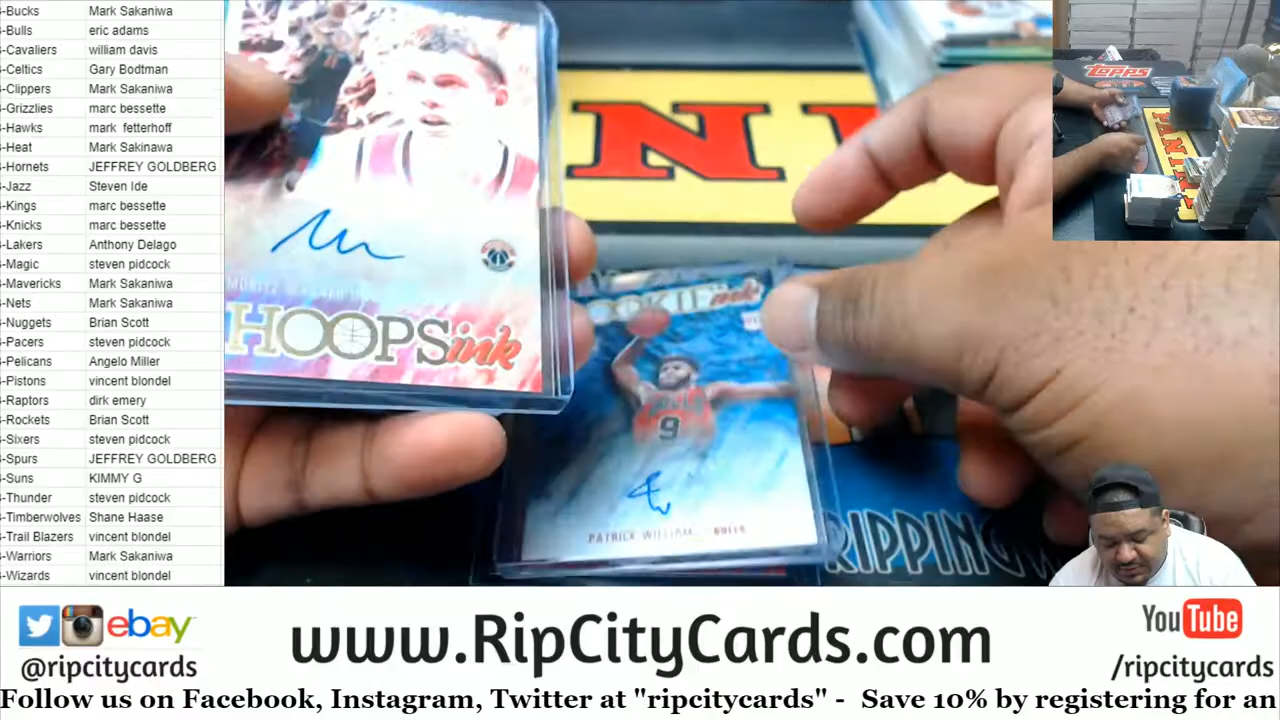 -Bucks Mark Sakaniwa
-Bulls eric adams
-Cavaliers william davis
-Celtics Gary Bodtman
-Clippers Mark Sakaniwa
-Grizzlies marc bessette
-Hawks mark fetterhoff
-Heat Mark Sakinawa
-Hornets JEFFREY GOLDBERG
-Jazz Steven Ide
-Kings marc bessette
-Knicks marc bessette
-Lakers Anthony Delago
-Magic steven pidcock
-Mavericks Mark Sakaniwa
-Nets Mark Sakaniwa
-Nuggets Brian Scott
-Pacers steven pidcock
-Pelicans Angelo Miller
-Pistons vincent blondel
-Raptors dirk emery
-Rockets Brian Scott
-Sixers steven pidcock
-Spurs JEFFREY GOLDBERG
-Suns KIMMY G
-Thunder steven pidcock
-Timberwolves Shane Haase
-Trail Blazers vincent blondel
-Warriors Mark Sakaniwa
-Wizards vincent blondel
HOOPS ink
ink
9
PATRICK WILLIAMS
BULLS
RIPPING
topps
ebay
@ripcitycards
www.RipCityCards.com
YouTube
/ripcitycards
Follow us on Facebook, Instagram, Twitter at "ripcitycards" - Save 10% by registering for an